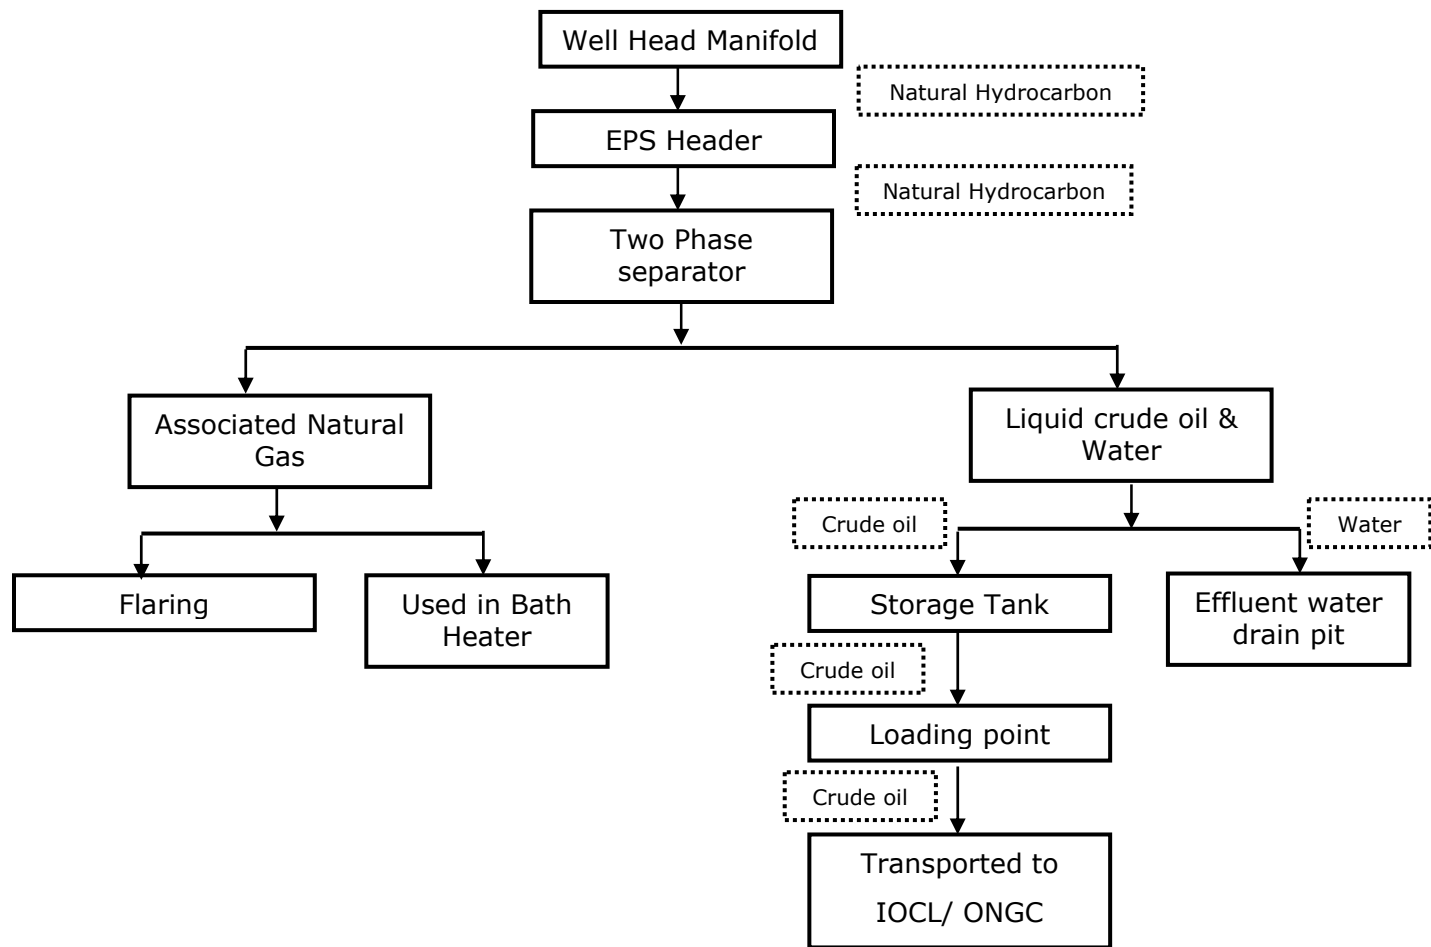 Well Head Manifold
Natural Hydrocarbon
EPS Header
Natural Hydrocarbon
Two Phase
separator
Associated Natural
Gas
Liquid crude oil &
Water
Crude oil
Water
Flaring
Used in Bath
Heater
Storage Tank
Effluent water
drain pit
Crude oil
Loading point
Crude oil
Transported to
IOCL/ ONGC